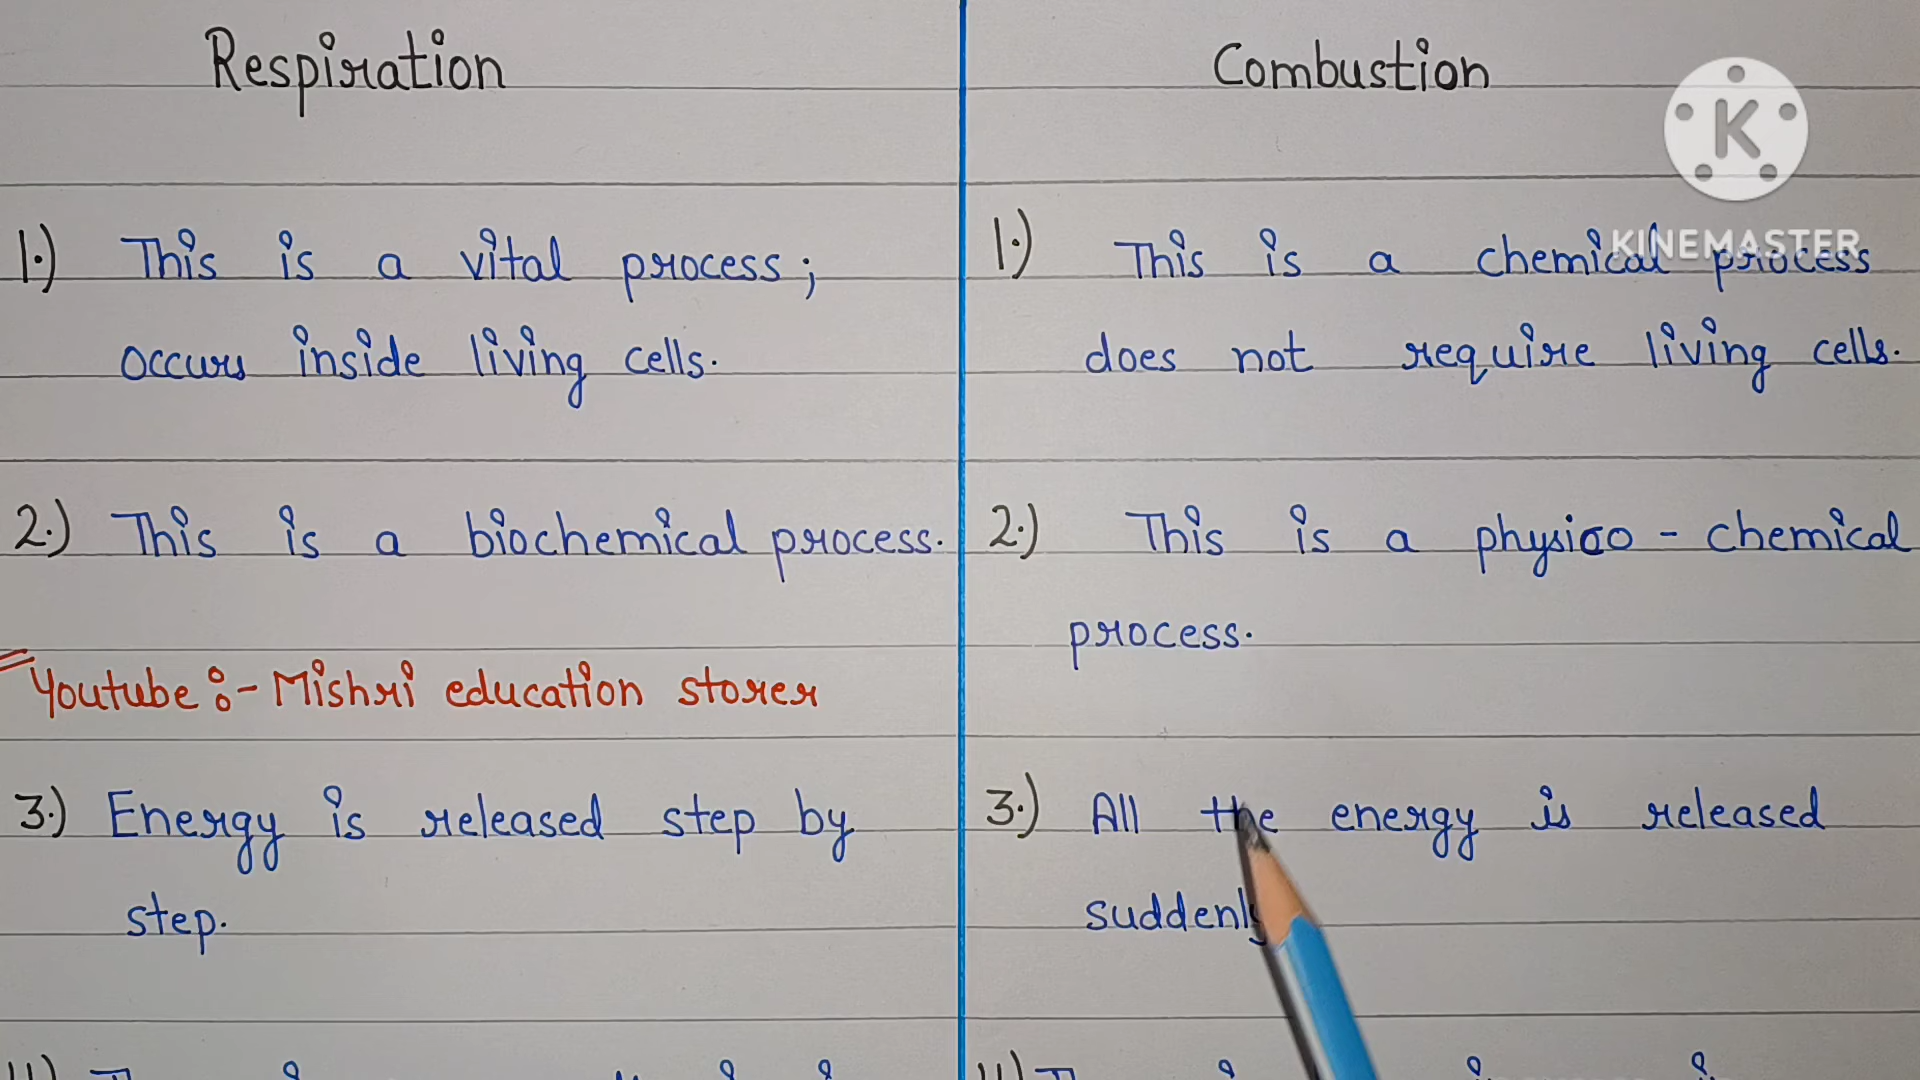 Respiration
1.) This is a vital process;
occurs inside living cells.
2.) This is a biochemical process.
Youtube :- Mishri education storer
3.) Energy is released step by
step.
Combustion
K
KINEMASTER
1.) This is a chemical process
does not require living cells.
2.) This is a physico - chemical
process.
3.) All the energy is released
suddenly